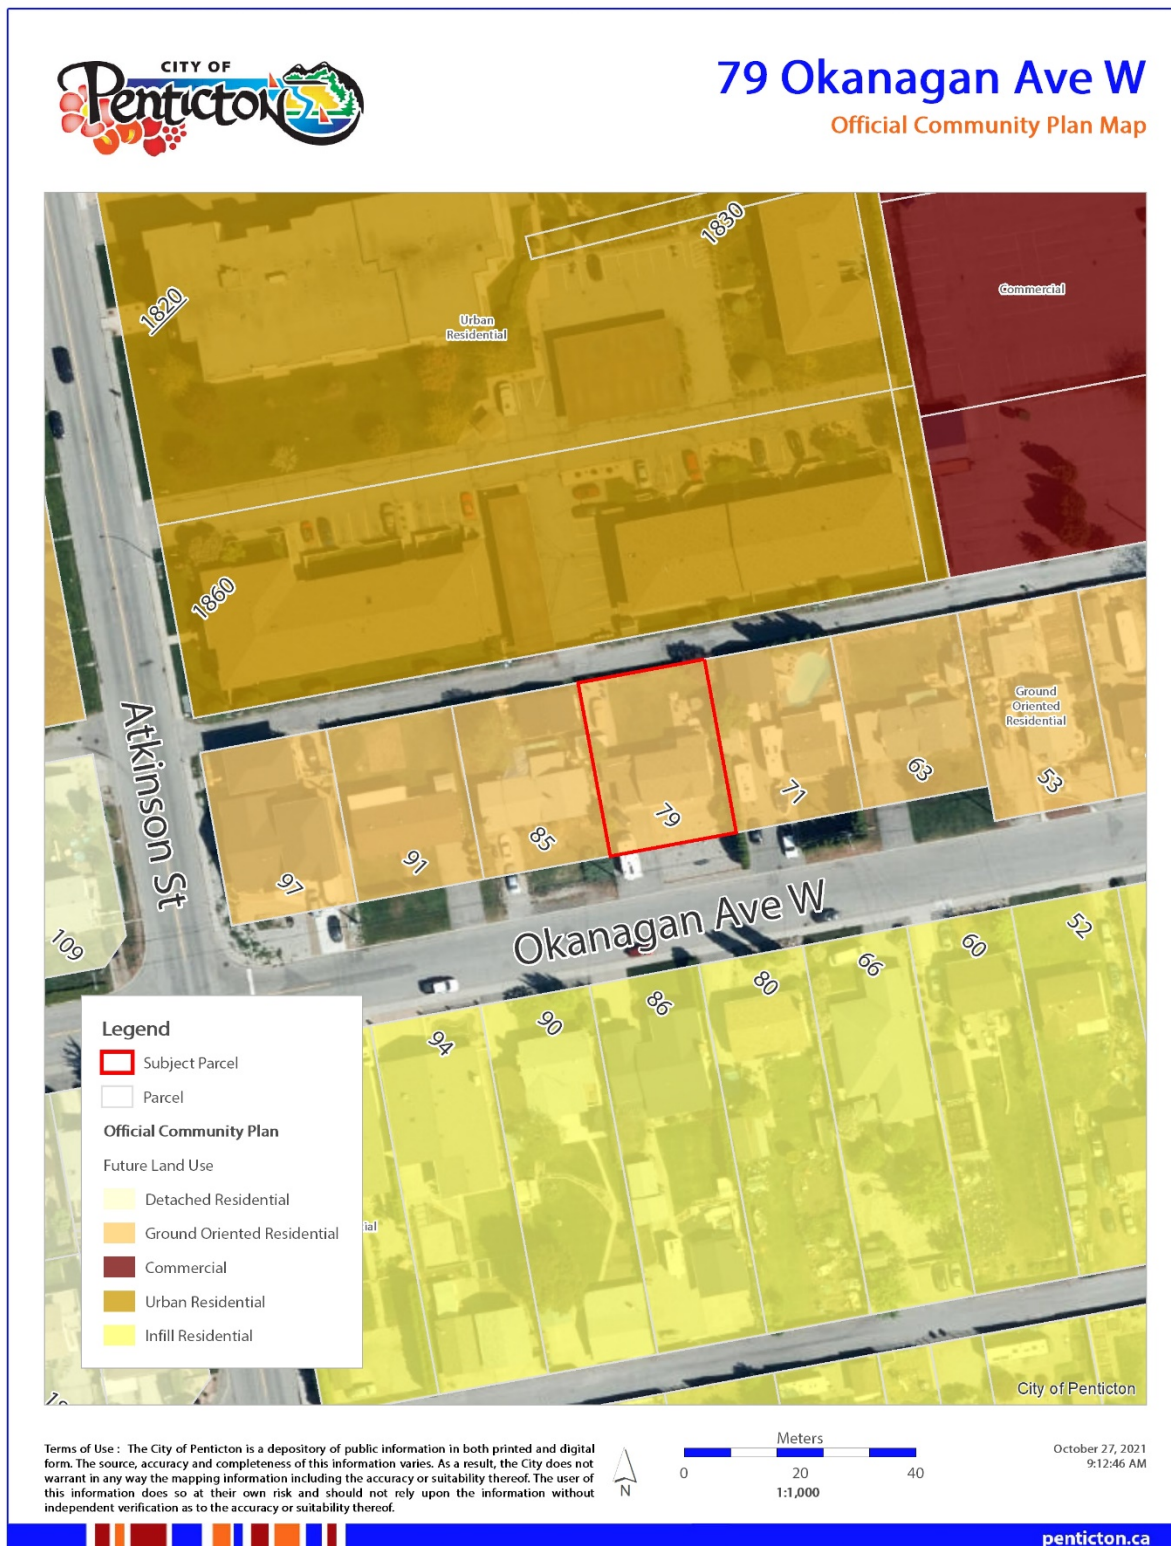 CITY OF
Penticton
79 Okanagan Ave W
Official Community Plan Map
1830
1820
Commercial
Urban
Residential
1860
Atkinson St
Ground
Oriented
Residential
53
63
71
79
85
91
97
109
Okanagan Ave W
52
60
66
80
86
90
94
Legend
Subject Parcel
Parcel
Official Community Plan
Future Land Use
Detached Residential
Ground Oriented Residential
ial
Commercial
Urban Residential
Infill Residential
City of Penticton
Terms of Use : The City of Penticton is a depository of public information in both printed and digital
form. The source, accuracy and completeness of this information varies. As a result, the City does not
warrant in any way the mapping information including the accuracy or suitability thereof. The user of
this information does so at their own risk and should not rely upon the information without
independent verification as to the accuracy or suitability thereof.
N
Meters
0 20 40
1:1,000
October 27, 2021
9:12:46 AM
penticton.ca